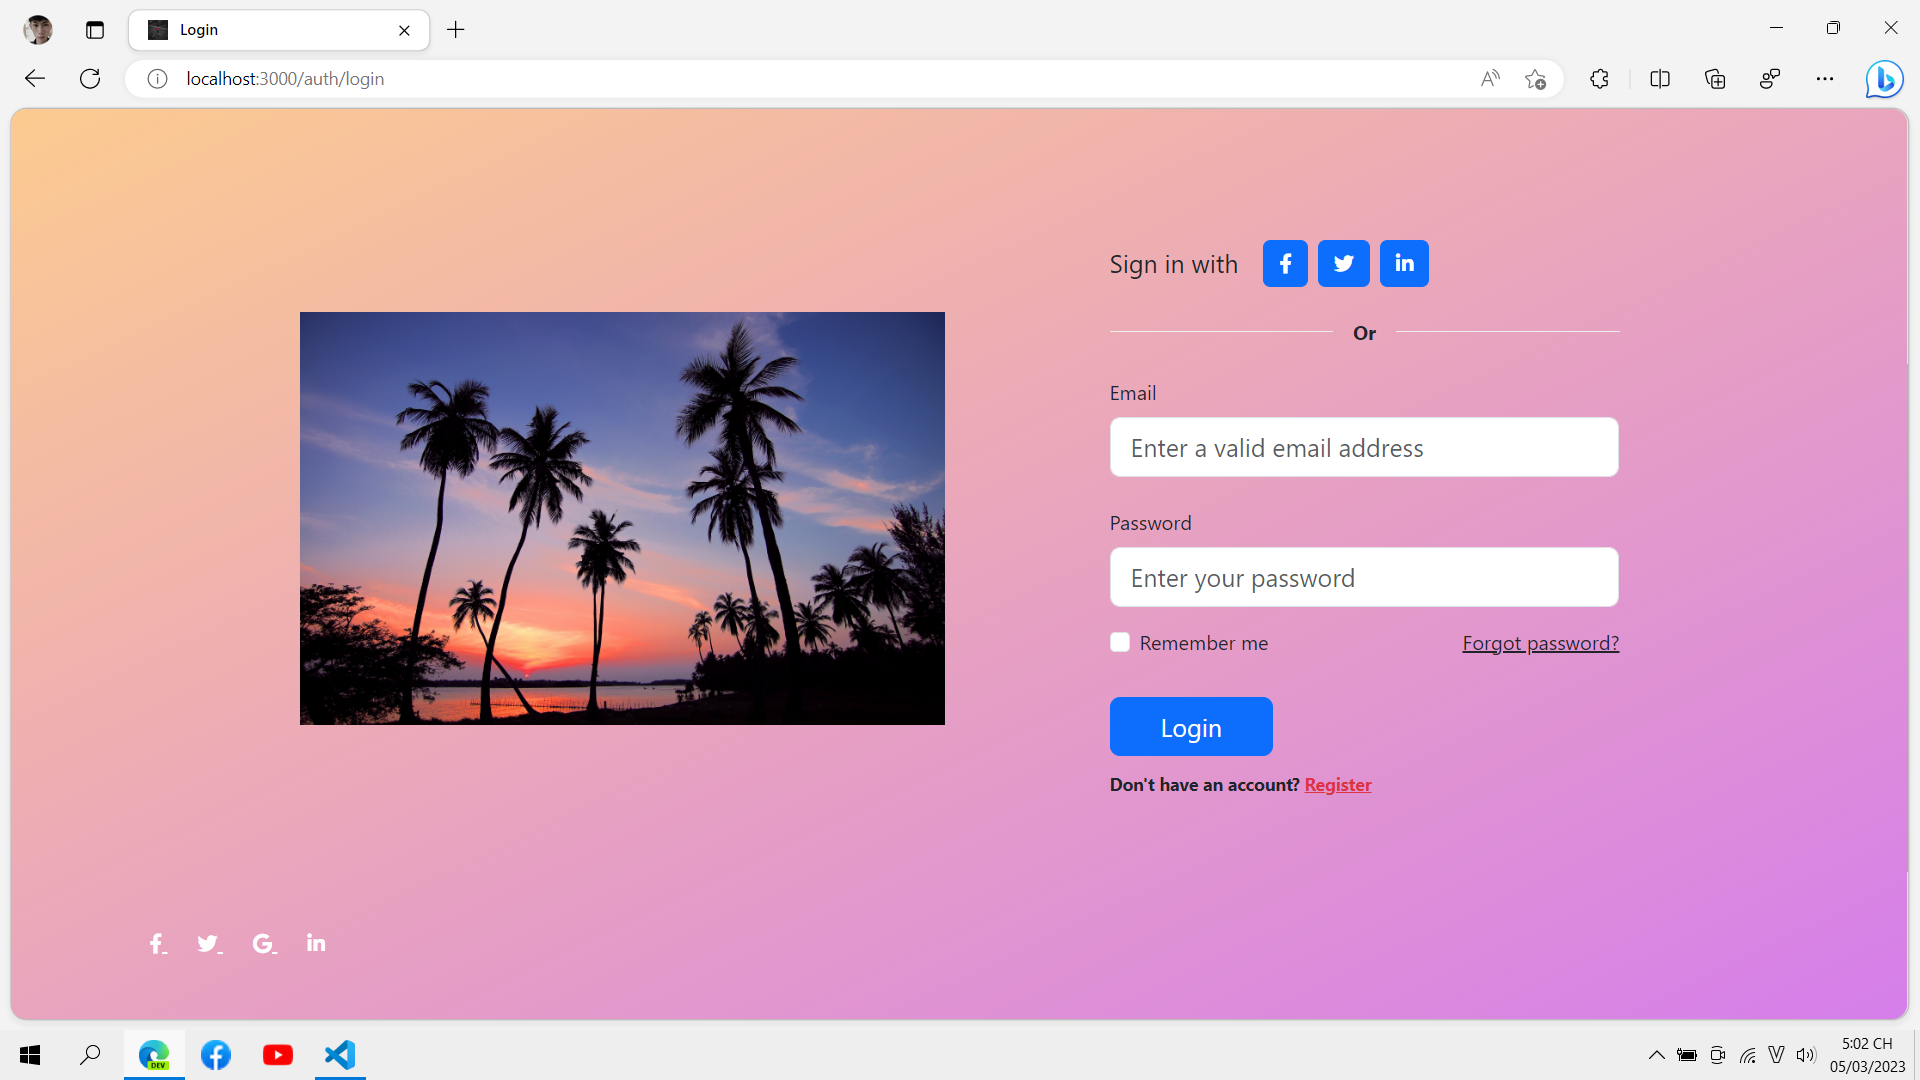 Login
localhost:3000/auth/login
Sign in with
Or
Email
Enter a valid email address
Password
Enter your password
Remember me
Forgot password?
Login
Don't have an account? Register
DEV
5:02 CH
05/03/2023